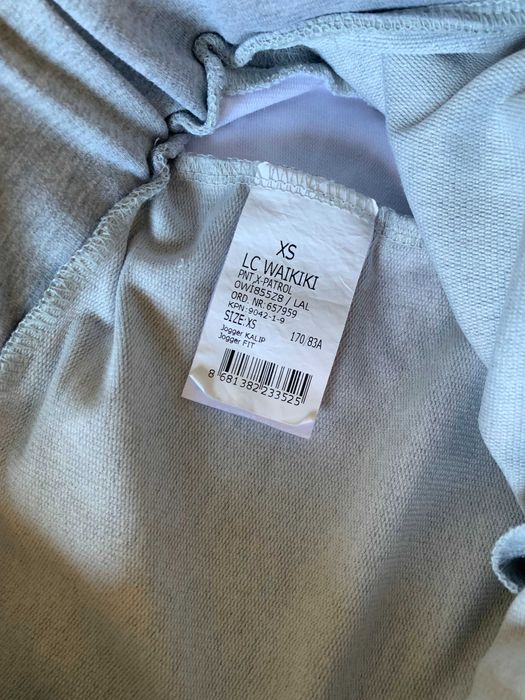 XS
LC WAIKIKI
PNT,X-PATROL
OW1855Z8 / LAL
ORD. NR:657959
KPN:9042-1-9
SIZE:XS 170/83A
Jogger KALIP
Jogger FIT
8 681382 233525